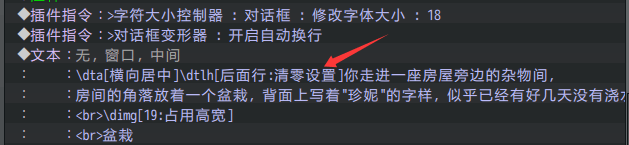 ◆插件指令:>字符大小控制器 : 对话框 : 修改字体大小 : 18
◆插件指令:>对话框变形器 : 开启自动换行
◆文本：无, 窗口, 中间
:    :\dta[横向居中]\dtlh[后面行:清零设置]你走进一座房屋旁边的杂物间，
:    :房间的角落放着一个盆栽，背面上写着"珍妮"的字样，似乎已经有好几天没有浇
:    :<br>\dimg[19:占用高宽]
:    :<br>盆栽